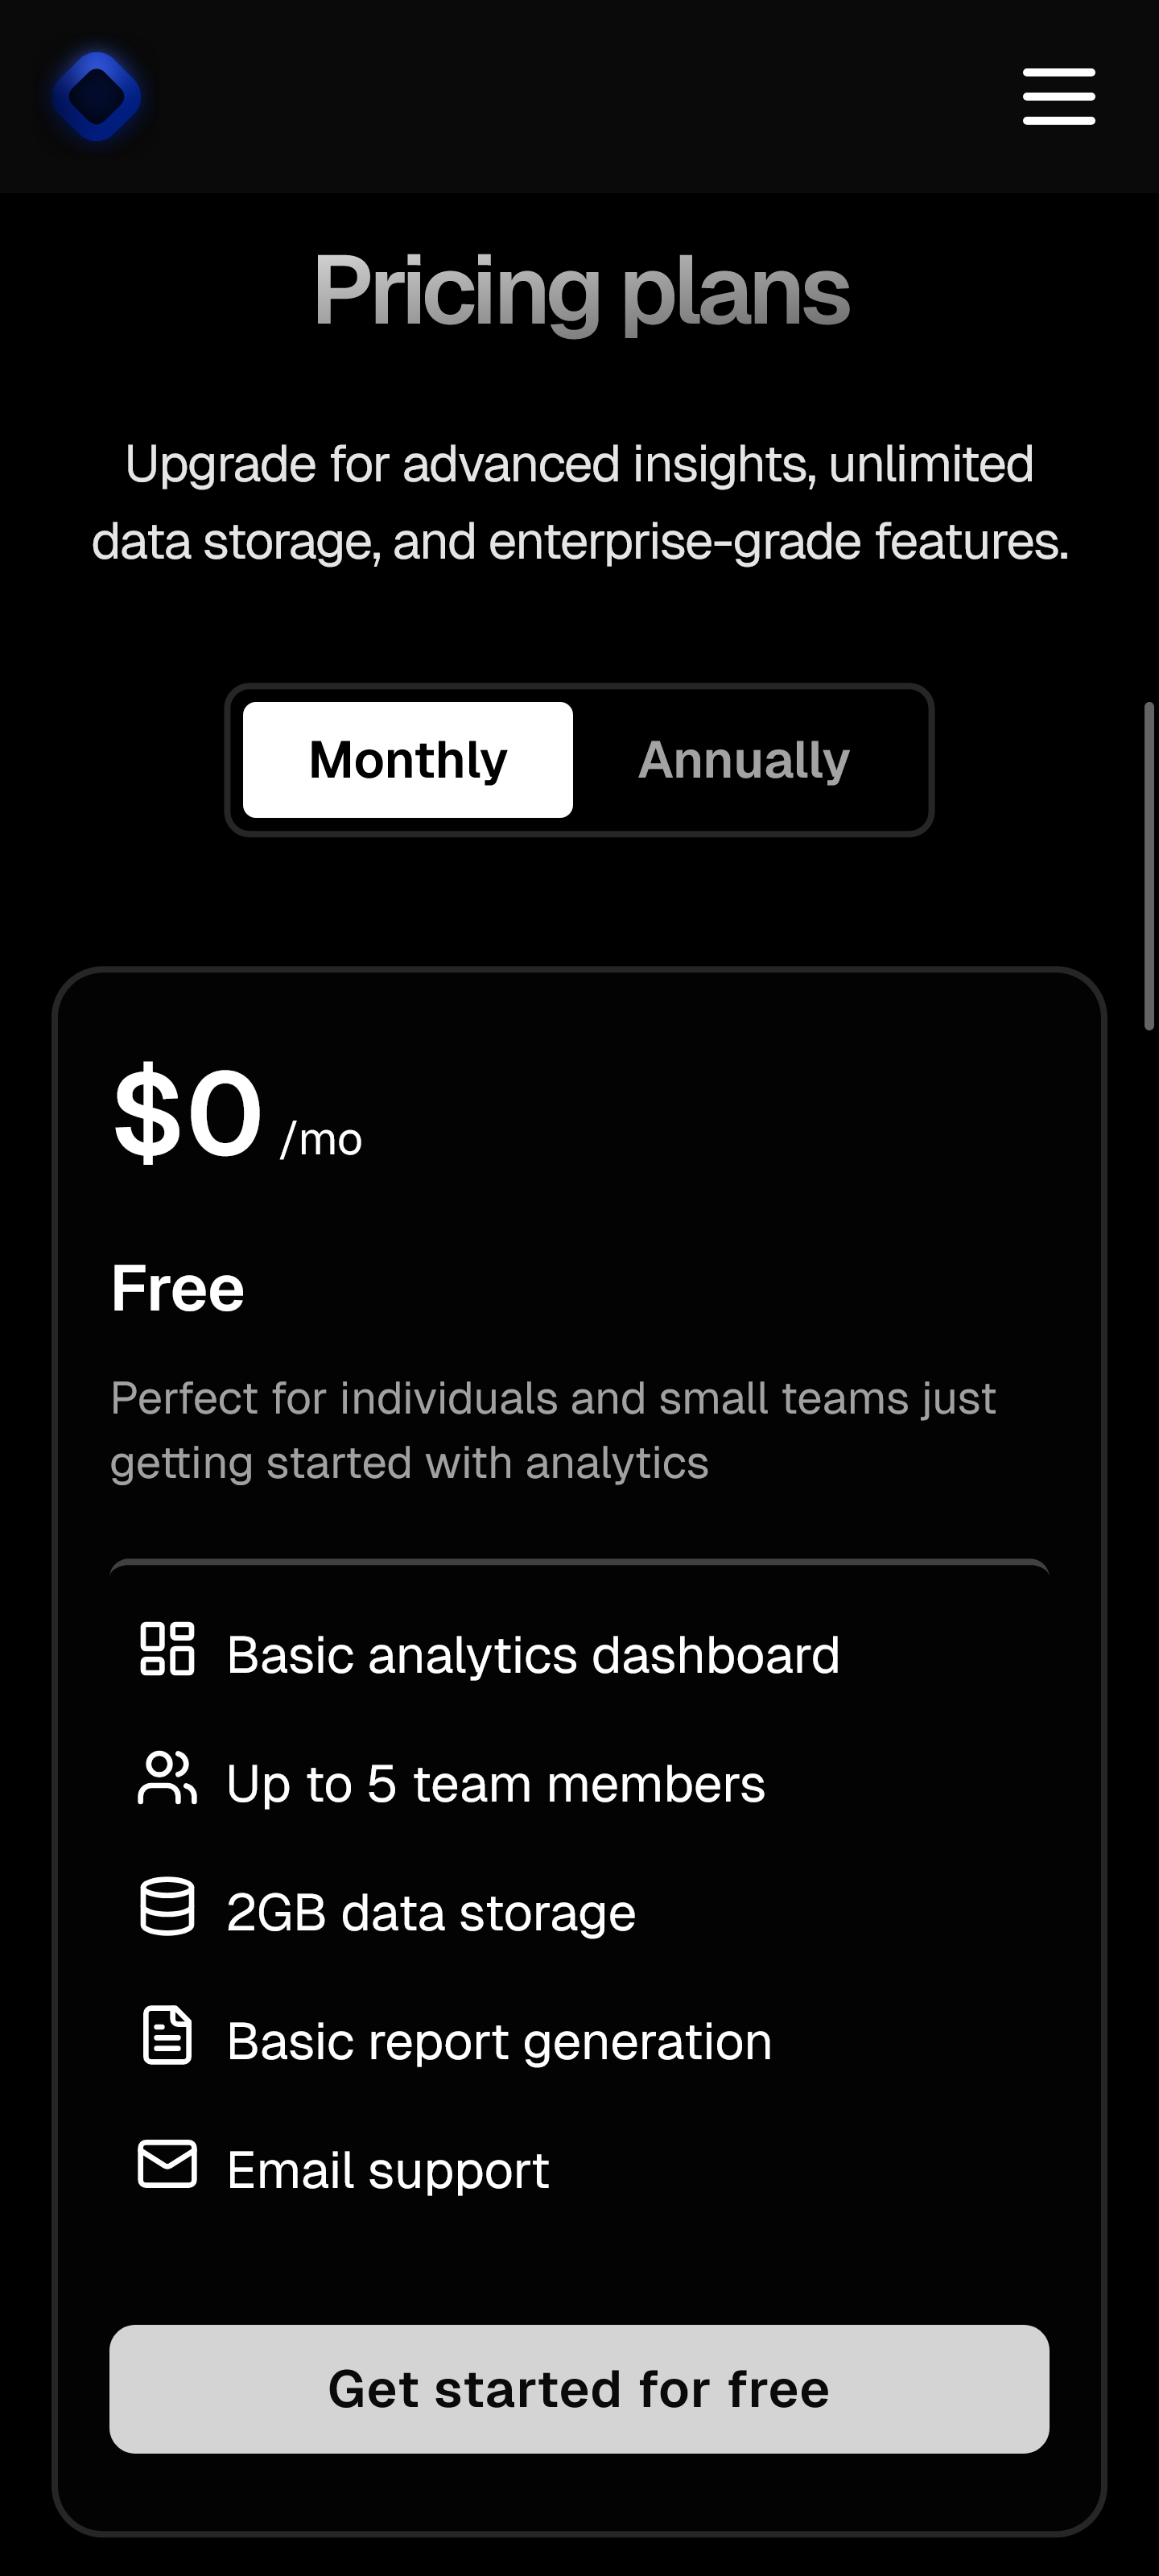 Pricing plans
Upgrade for advanced insights, unlimited
data storage, and enterprise-grade features.
Monthly Annually
$0 /mo
Free
Perfect for individuals and small teams just
getting started with analytics
Basic analytics dashboard
Up to 5 team members
2GB data storage
Basic report generation
Email support
Get started for free